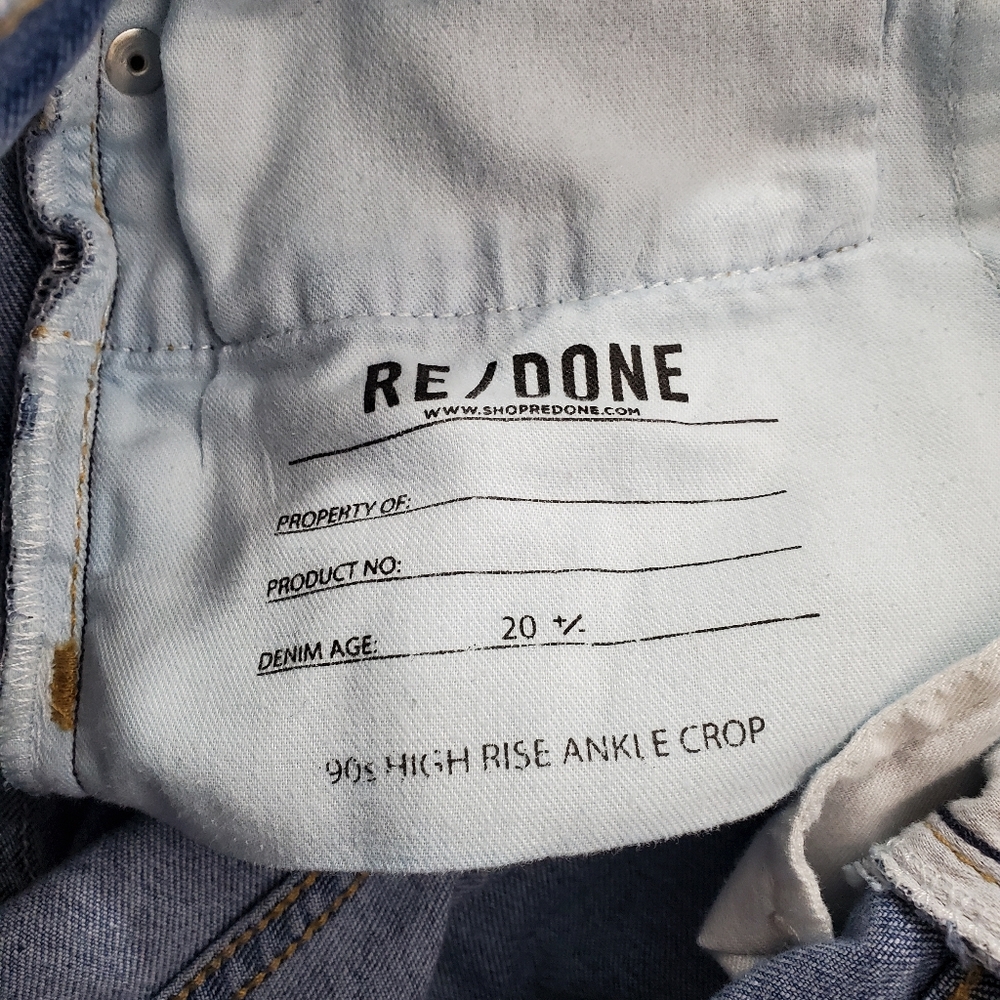 RE/DONE
WWW.SHOPREDONE.COM
PROPERTY OF:
PRODUCT NO:
DENIM AGE: 20 +/-
90s HIGH RISE ANKLE CROP